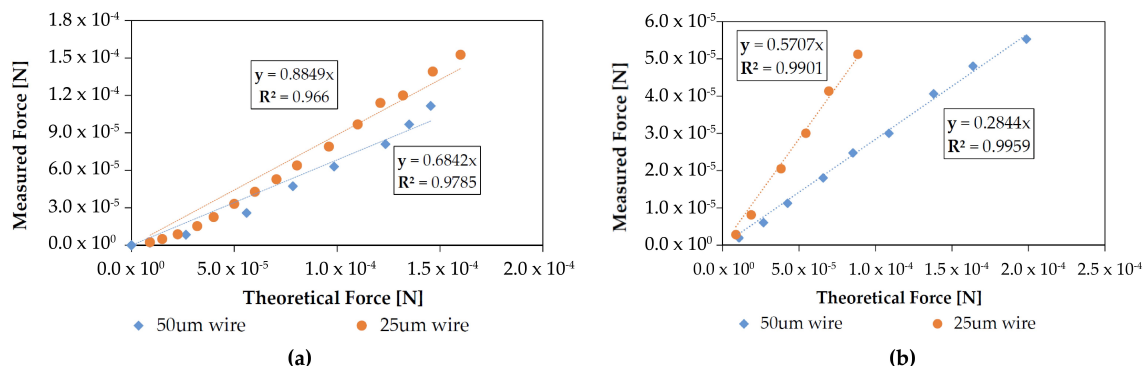 1.8 x 10⁻⁴
1.5 x 10⁻⁴
1.2 x 10⁻⁴
9.0 x 10⁻⁵
6.0 x 10⁻⁵
3.0 x 10⁻⁵
0.0 x 10⁰
Measured Force [N]
y = 0.8849x
R² = 0.966
y = 0.6842x
R² = 0.9785
0.0 x 10⁰ 5.0 x 10⁻⁵ 1.0 x 10⁻⁴ 1.5 x 10⁻⁴ 2.0 x 10⁻⁴
Theoretical Force [N]
50um wire 25um wire
(a)
6.0 x 10⁻⁵
5.0 x 10⁻⁵
4.0 x 10⁻⁵
3.0 x 10⁻⁵
2.0 x 10⁻⁵
1.0 x 10⁻⁵
0.0 x 10⁰
Measured Force [N]
y = 0.5707x
R² = 0.9901
y = 0.2844x
R² = 0.9959
0.0 x 10⁰ 5.0 x 10⁻⁵ 1.0 x 10⁻⁴ 1.5 x 10⁻⁴ 2.0 x 10⁻⁴ 2.5 x 10⁻⁴
Theoretical Force [N]
50um wire 25um wire
(b)